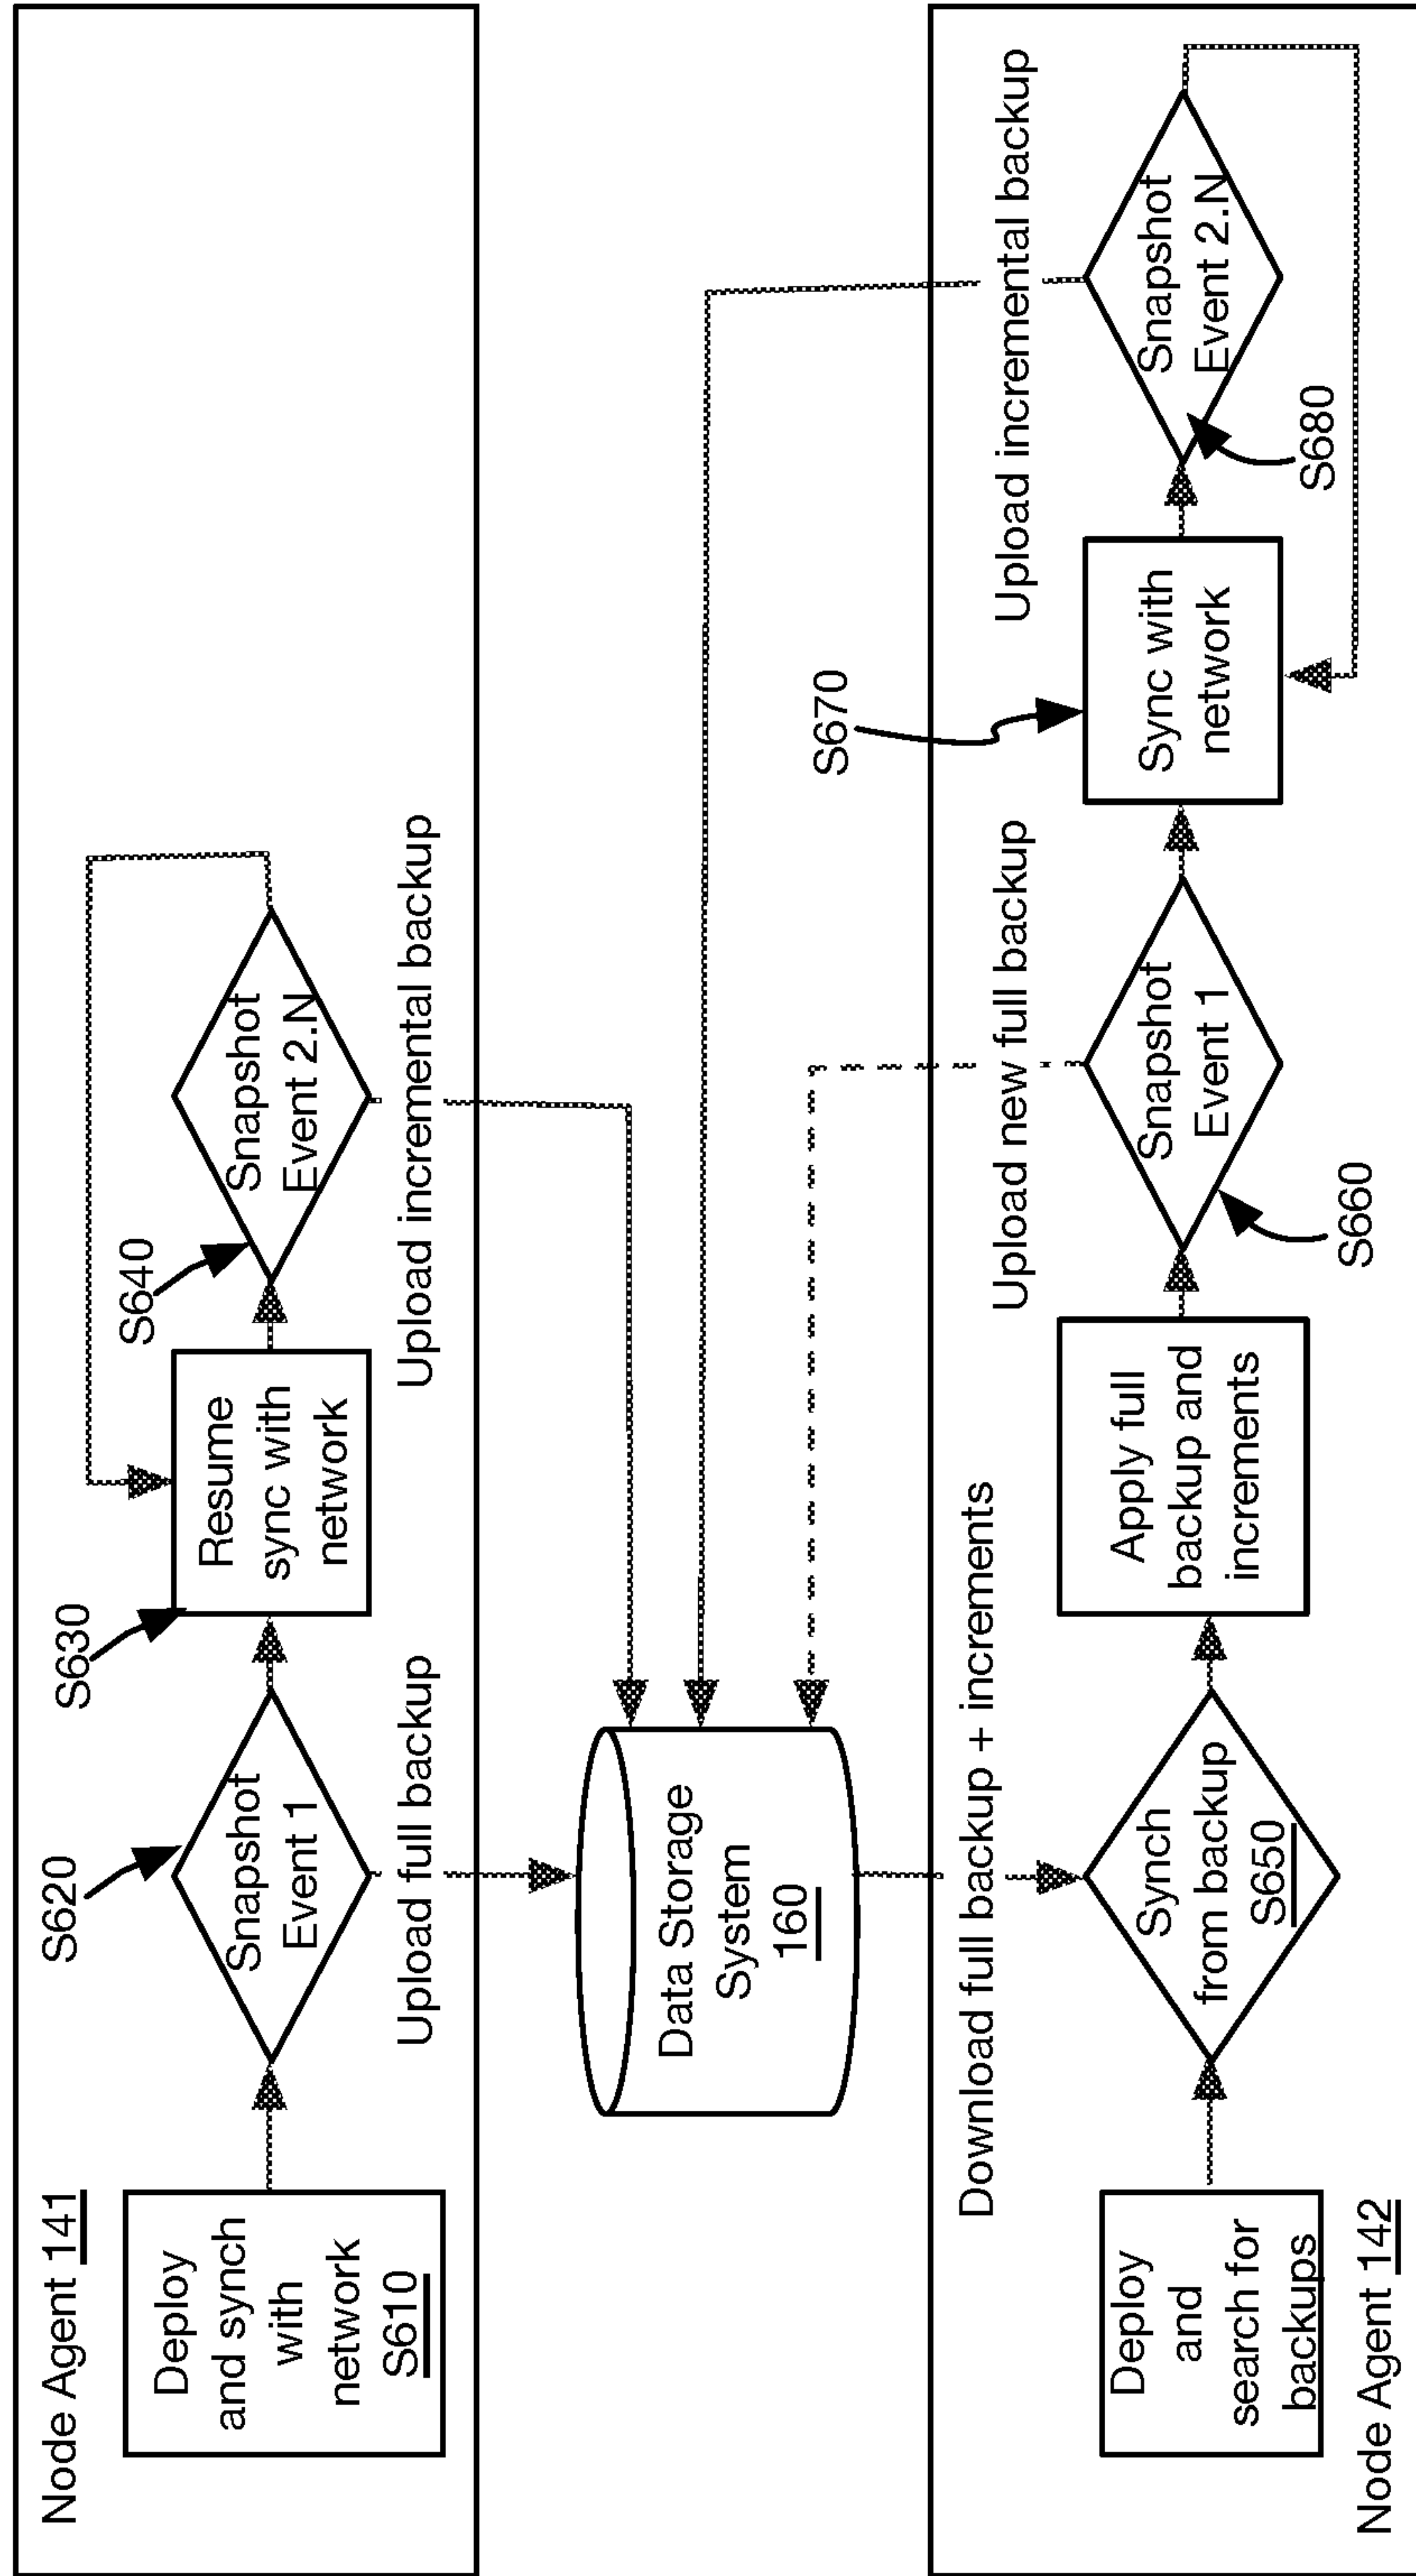 Node Agent 141
Deploy
and synch
with
network
S610
S620
Snapshot
Event 1
Upload full backup
S630
Resume
sync with
network
S640
Snapshot
Event 2.N
Upload incremental backup
Data Storage
System
160
Download full backup + increments
Deploy
and
search for
backups
Synch
from backup
S650
Apply full
backup and
increments
Upload new full backup
Snapshot
Event 1
S660
S670
Sync with
network
Upload incremental backup
Snapshot
Event 2.N
S680
Node Agent 142